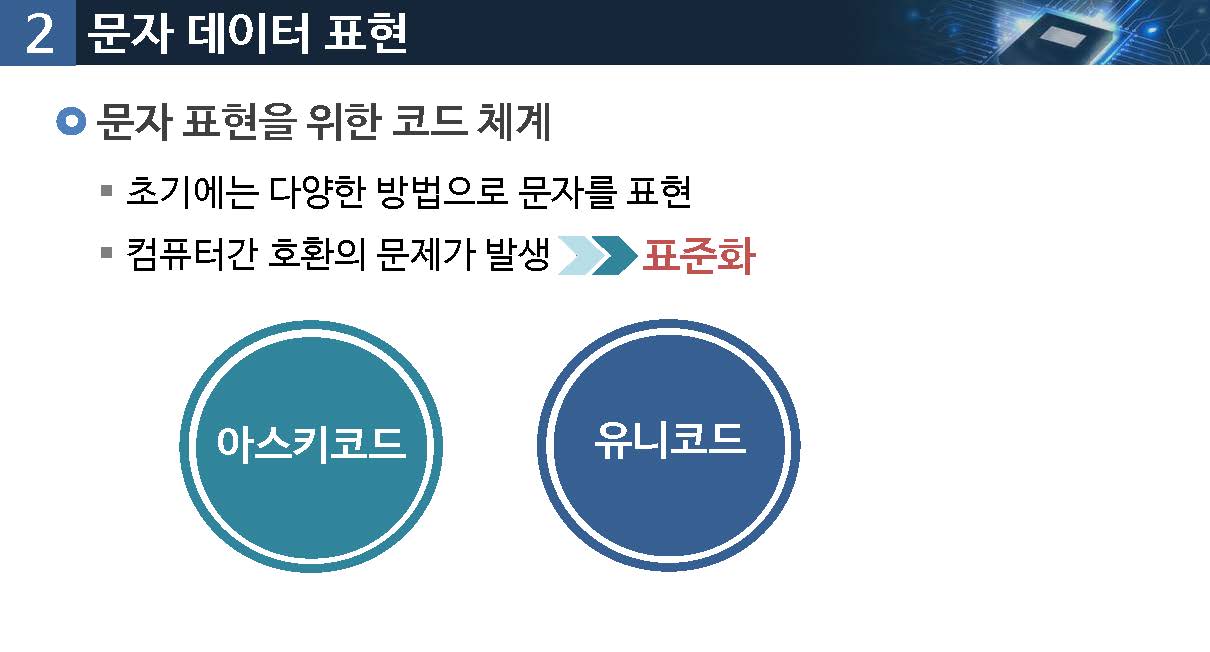 2 문자 데이터 표현
문자 표현을 위한 코드 체계
초기에는 다양한 방법으로 문자를 표현
컴퓨터간 호환의 문제가 발생 표준화
아스키코드
유니코드